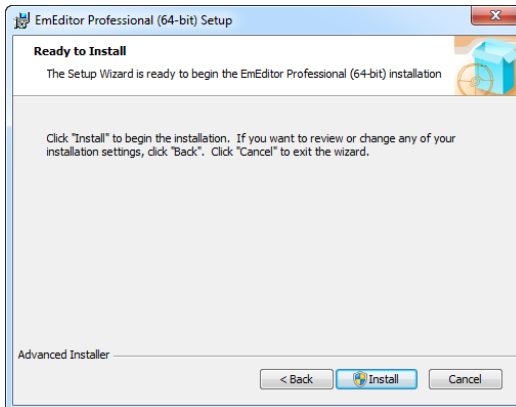 EmEditor Professional (64-bit) Setup
Ready to Install
The Setup Wizard is ready to begin the EmEditor Professional (64-bit) installation
Click "Install" to begin the installation.  If you want to review or change any of your
installation settings, click "Back".  Click "Cancel" to exit the wizard.
Advanced Installer
< Back Install Cancel